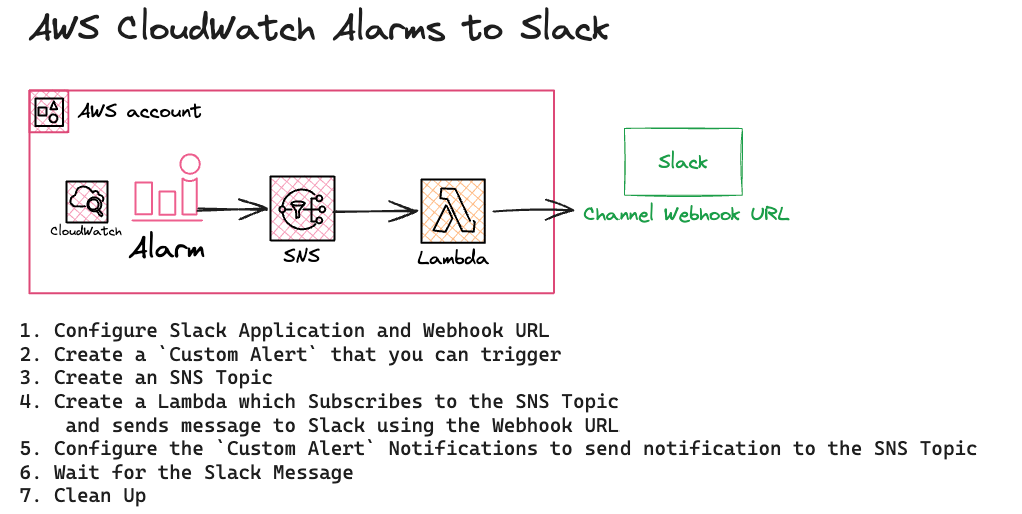 AWS CloudWatch Alarms to Slack
AWS account
Slack
Channel Webhook URL
CloudWatch
Alarm
SNS
Lambda
1. Configure Slack Application and Webhook URL
2. Create a `Custom Alert` that you can trigger
3. Create an SNS Topic
4. Create a Lambda which Subscribes to the SNS Topic
and sends message to Slack using the Webhook URL
5. Configure the `Custom Alert` Notifications to send notification to the SNS Topic
6. Wait for the Slack Message
7. Clean Up